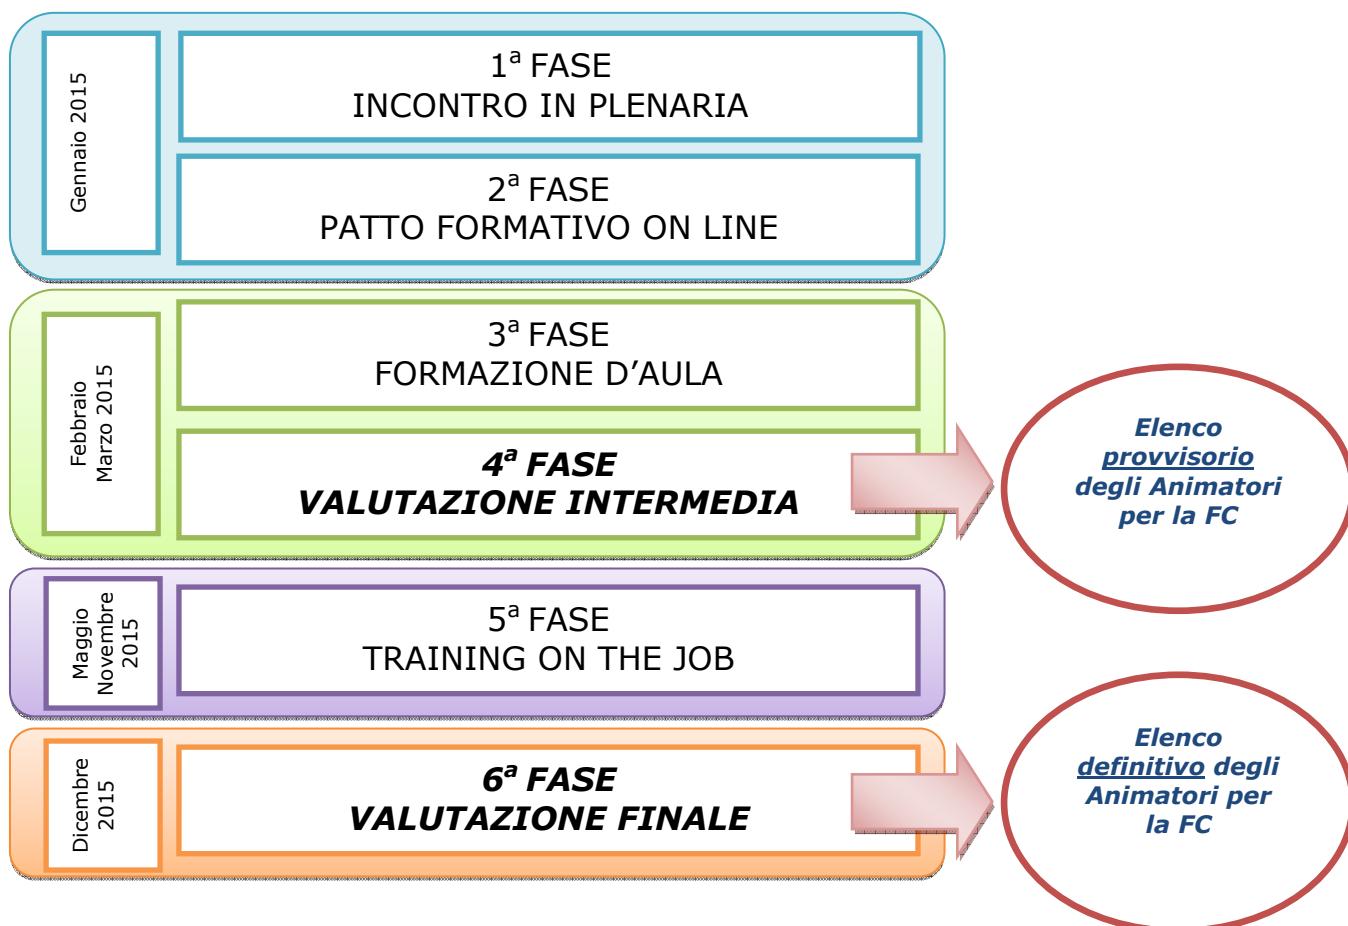 Gennaio 2015
1ª FASE
INCONTRO IN PLENARIA
2ª FASE
PATTO FORMATIVO ON LINE
Febbraio
Marzo 2015
3ª FASE
FORMAZIONE D’AULA
4ª FASE
VALUTAZIONE INTERMEDIA
Elenco
provvisorio
degli Animatori
per la FC
Maggio
Novembre
2015
5ª FASE
TRAINING ON THE JOB
Dicembre
2015
6ª FASE
VALUTAZIONE FINALE
Elenco
definitivo degli
Animatori per
la FC